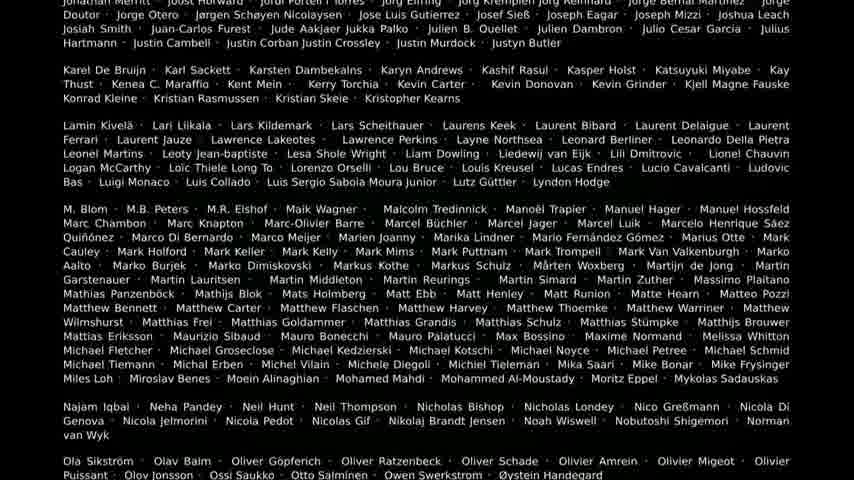 Jonathan Merritt · Joost Horward · Jordi Portell i Torres · Jörg Eifring · Jörg Kremplen Jörg Reinhard · Jorge Bernal Martinez · Jorge
Doutor · Jorge Otero · Jørgen Schøyen Nicolaysen · Jose Luis Gutierrez · Josef Sieß · Joseph Eagar · Joseph Mizzi · Joshua Leach
Josiah Smith · Juan-Carlos Furest · Jude Aakjaer Jukka Palko · Julien B. Ouellet · Julien Dambron · Julio Cesar Garcia · Julius
Hartmann · Justin Cambell · Justin Corban Justin Crossley · Justin Murdock · Justyn Butler
Karel De Bruijn · Karl Sackett · Karsten Dambekalns · Karyn Andrews · Kashif Rasul · Kasper Holst · Katsuyuki Miyabe · Kay
Thust · Kenea C. Maraffio · Kent Mein · Kerry Torchia · Kevin Carter · Kevin Donovan · Kevin Grinder · Kjell Magne Fauske
Konrad Kleine · Kristian Rasmussen · Kristian Skeie · Kristopher Kearns
Lamin Kivelä · Lari Liikala · Lars Kildemark · Lars Scheithauer · Laurens Keek · Laurent Bibard · Laurent Delaigue · Laurent
Ferrari · Laurent Jauze · Lawrence Lakeotes · Lawrence Perkins · Layne Northsea · Leonard Berliner · Leonardo Della Pietra
Leonel Martins · Leoty Jean-baptiste · Lesa Shole Wright · Liam Dowling · Liedewij van Eijk · Lili Dmitrovic · Lionel Chauvin
Logan McCarthy · Loïc Thiele Long To · Lorenzo Orselli · Lou Bruce · Louis Kreusel · Lucas Endres · Lucio Cavalcanti · Ludovic
Bas · Luigi Monaco · Luis Collado · Luis Sergio Saboia Moura Junior · Lutz Güttler · Lyndon Hodge
M. Blom · M.B. Peters · M.R. Elshof · Maik Wagner · Malcolm Tredinnick · Manoël Trapier · Manuel Hager · Manuel Hossfeld
Marc Chambon · Marc Knapton · Marc-Olivier Barre · Marcel Büchler · Marcel Jager · Marcel Luik · Marcelo Henrique Sáez
Quiñónez · Marco Di Bernardo · Marco Meijer · Marien Joanny · Marika Lindner · Mario Fernández Gómez · Marius Otte · Mark
Cauley · Mark Holford · Mark Keller · Mark Kelly · Mark Mims · Mark Puttnam · Mark Trompell · Mark Van Valkenburgh · Marko
Aalto · Marko Burjek · Marko Dimiskovski · Markus Kothe · Markus Schulz · Mårten Woxberg · Martijn de Jong · Martin
Garstenauer · Martin Lauritsen · Martin Middleton · Martin Reurings · Martin Simard · Martin Zuther · Massimo Plaitano
Mathias Panzenböck · Mathijs Blok · Mats Holmberg · Matt Ebb · Matt Henley · Matt Runion · Matte Hearn · Matteo Pozzi
Matthew Bennett · Matthew Carter · Matthew Flaschen · Matthew Harvey · Matthew Thoemke · Matthew Warriner · Matthew
Wilmshurst · Matthias Frei · Matthias Goldammer · Matthias Grandis · Matthias Schulz · Matthias Stümpke · Matthijs Brouwer
Mattias Eriksson · Maurizio Sibaud · Mauro Bonecchi · Mauro Palatucci · Max Bossino · Maxime Normand · Melissa Whitton
Michael Fletcher · Michael Groseclose · Michael Kedzierski · Michael Kotschi · Michael Noyce · Michael Petree · Michael Schmid
Michael Tiemann · Michal Erben · Michel Vilain · Michele Diegoli · Michiel Tieleman · Mika Saari · Mike Bonar · Mike Frysinger
Miles Loh · Miroslav Benes · Moein Alinaghian · Mohamed Mahdi · Mohammed Al-Moustady · Moritz Eppel · Mykolas Sadauskas
Najam Iqbal · Neha Pandey · Neil Hunt · Neil Thompson · Nicholas Bishop · Nicholas Londey · Nico Greßmann · Nicola Di
Genova · Nicola Jelmorini · Nicola Pedot · Nicolas Gif · Nikolaj Brandt Jensen · Noah Wiswell · Nobutoshi Shigemori · Norman
van Wyk
Ola Sikström · Olav Balm · Oliver Göpferich · Oliver Ratzenbeck · Oliver Schade · Olivier Amrein · Olivier Migeot · Olivier
Puissant · Olov Jonsson · Ossi Saukko · Otto Salminen · Owen Swerkstrom · Øystein Handegard